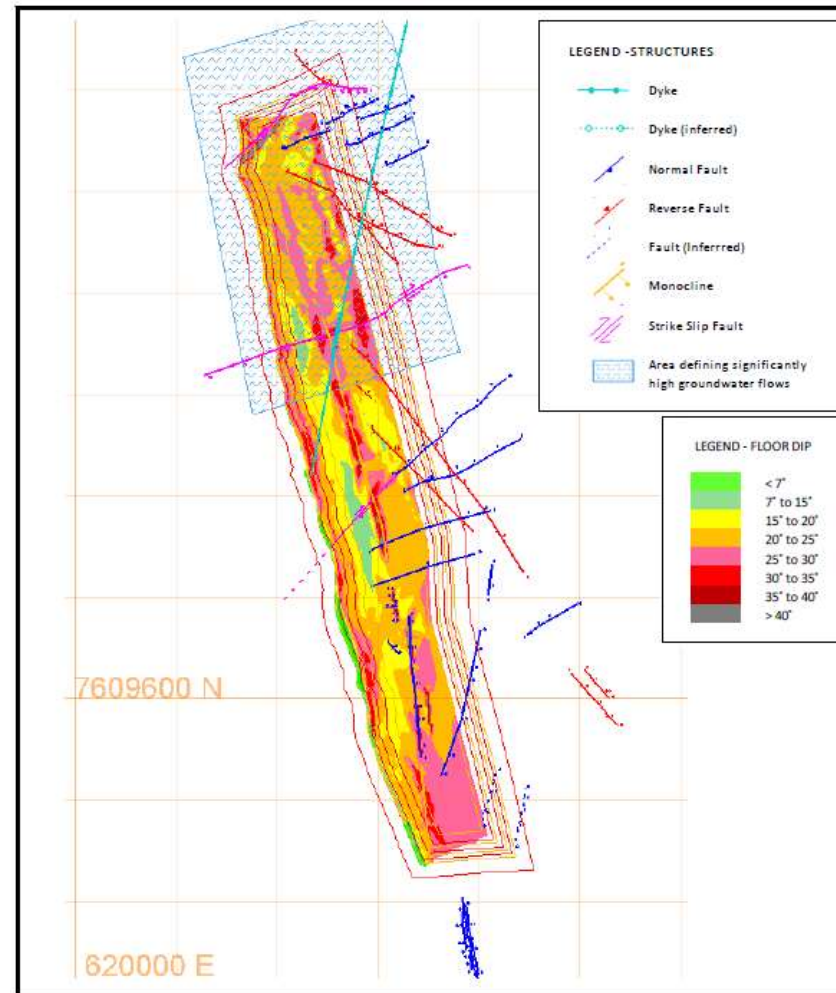 LEGEND -STRUCTURES
Dyke
Dyke (inferred)
Normal Fault
Reverse Fault
Fault (Inferrred)
Monocline
Strike Slip Fault
Area defining significantly
high groundwater flows
LEGEND - FLOOR DIP
< 7˚
7˚ to 15˚
15˚ to 20˚
20˚ to 25˚
25˚ to 30˚
30˚ to 35˚
35˚ to 40˚
> 40˚
7609600 N
620000 E